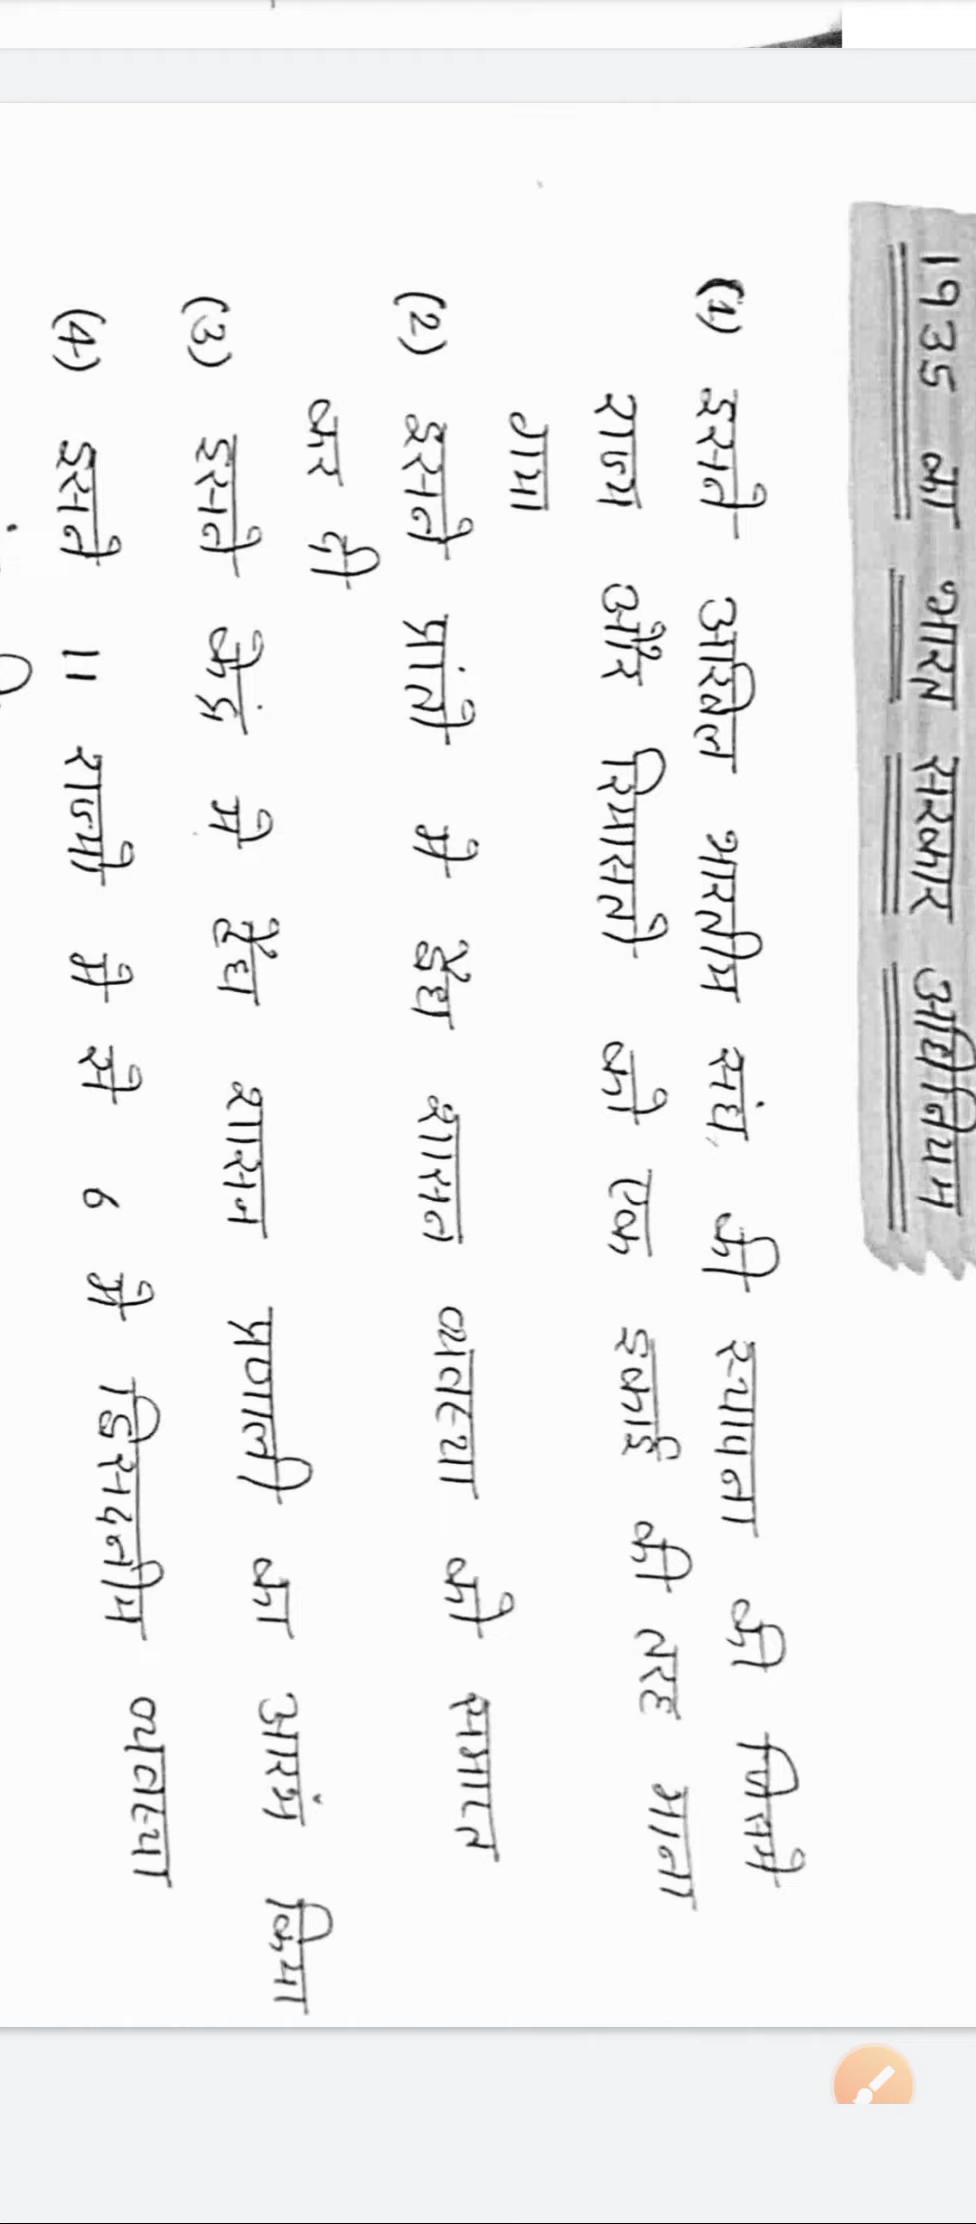 1935 का भारत सरकार अधिनियम
(1) इसने अखिल भारतीय संघ की स्थापना की जिसमे
राज्य और रियासतो को एक इकाई की तरह माना
गया
(2) इसने प्रांतो मे द्वैध शासन व्यवस्था को समाप्त
कर दी
(3) इसने केंद्र मे द्वैध शासन प्रणाली का आरंभ किया
(4) इसने 11 राज्यो मे से 6 मे द्विसदनीय व्यवस्था